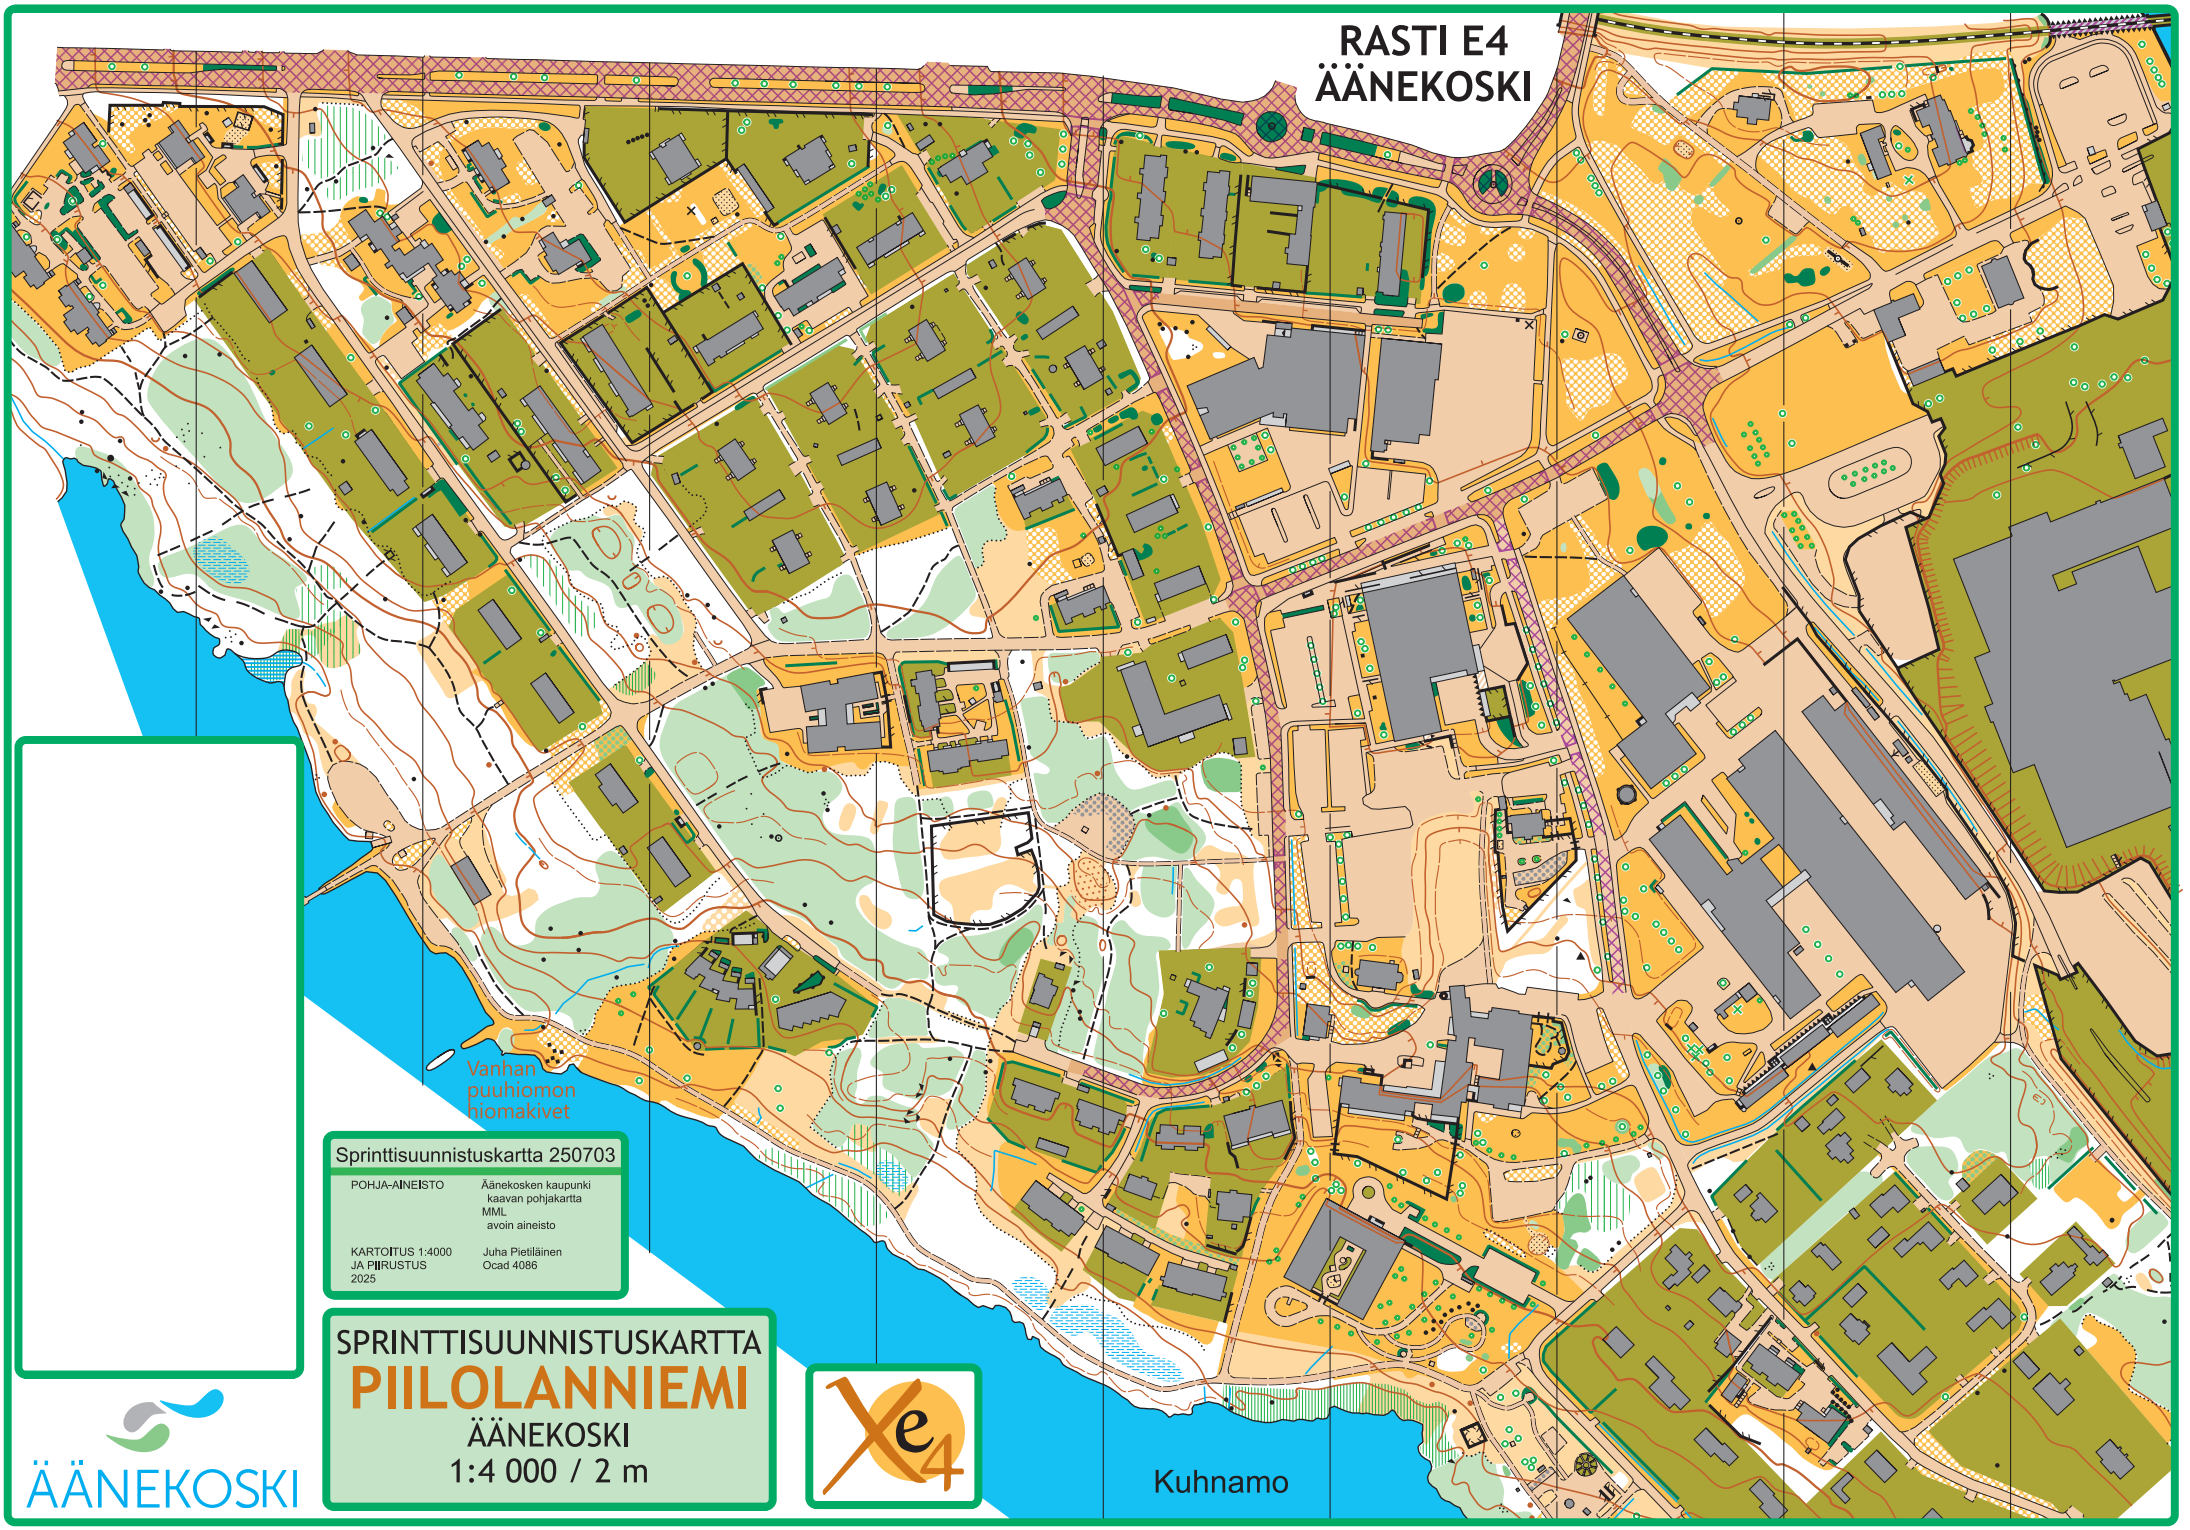 RASTI E4
ÄÄNEKOSKI
Vanhan
puuhiomon
hiomakivet
Sprinttisuunnistuskartta 250703
POHJA-AINEISTO Äänekosken kaupunki
kaavan pohjakartta
MML
avoin aineisto
KARTOITUS 1:4000 Juha Pietiläinen
JA PIIRUSTUS Ocad 4086
2025
SPRINTTISUUNNISTUSKARTTA
PIILOLANNIEMI
ÄÄNEKOSKI
1:4 000 / 2 m
ÄÄNEKOSKI
Xe4
Kuhnamo